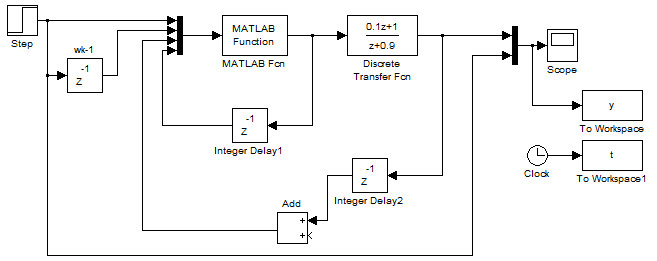 Step
wk-1
-1
Z
MATLAB
Function
MATLAB Fcn
0.1z+1
z+0.9
Discrete
Transfer Fcn
Scope
y
To Workspace
-1
Z
Integer Delay1
Clock
t
To Workspace1
-1
Z
Integer Delay2
Add
+
+